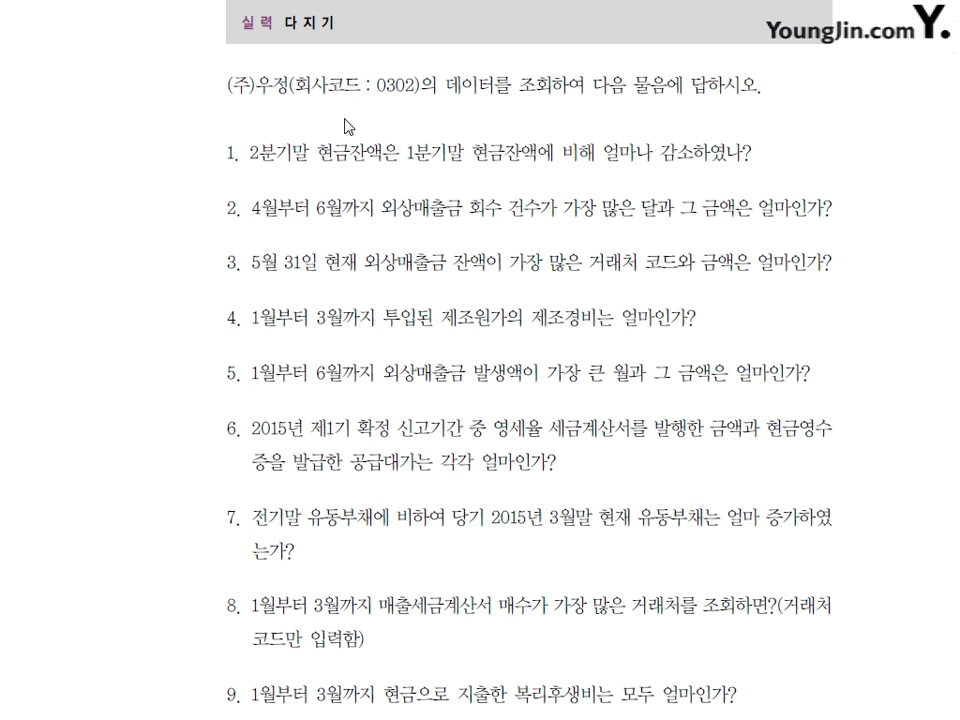 실력 다지기
YoungJin.com Y.
(주)우정(회사코드 : 0302)의 데이터를 조회하여 다음 물음에 답하시오.
1. 2분기말 현금잔액은 1분기말 현금잔액에 비해 얼마나 감소하였나?
2. 4월부터 6월까지 외상매출금 회수 건수가 가장 많은 달과 그 금액은 얼마인가?
3. 5월 31일 현재 외상매출금 잔액이 가장 많은 거래처 코드와 금액은 얼마인가?
4. 1월부터 3월까지 투입된 제조원가의 제조경비는 얼마인가?
5. 1월부터 6월까지 외상매출금 발생액이 가장 큰 월과 그 금액은 얼마인가?
6. 2015년 제1기 확정 신고기간 중 영세율 세금계산서를 발행한 금액과 현금영수
증을 발급한 공급대가는 각각 얼마인가?
7. 전기말 유동부채에 비하여 당기 2015년 3월말 현재 유동부채는 얼마 증가하였
는가?
8. 1월부터 3월까지 매출세금계산서 매수가 가장 많은 거래처를 조회하면?(거래처
코드만 입력함)
9. 1월부터 3월까지 현금으로 지출한 복리후생비는 모두 얼마인가?